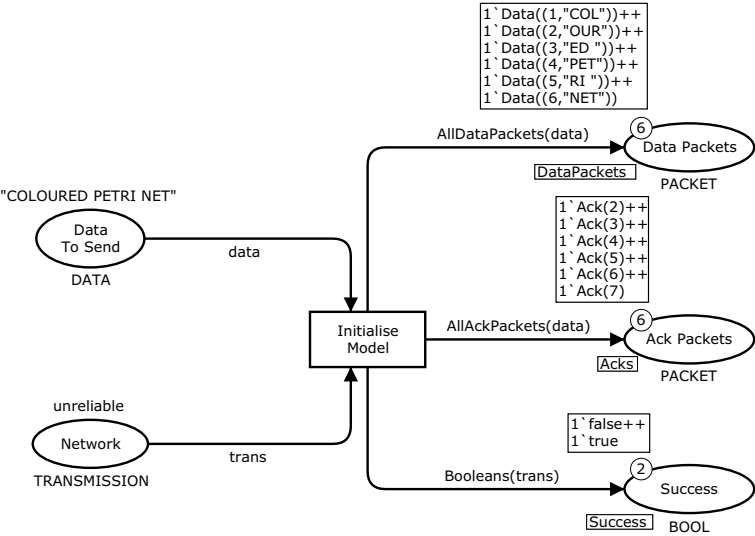 1`Data((1,"COL"))++
1`Data((2,"OUR"))++
1`Data((3,"ED "))++
1`Data((4,"PET"))++
1`Data((5,"RI "))++
1`Data((6,"NET"))
AllDataPackets(data)
6
Data Packets
DataPackets
PACKET
"COLOURED PETRI NET"
Data
To Send
DATA
data
1`Ack(2)++
1`Ack(3)++
1`Ack(4)++
1`Ack(5)++
1`Ack(6)++
1`Ack(7)
Initialise
Model
AllAckPackets(data)
6
Ack Packets
Acks
PACKET
unreliable
Network
TRANSMISSION
trans
1`false++
1`true
Booleans(trans)
2
Success
Success
BOOL